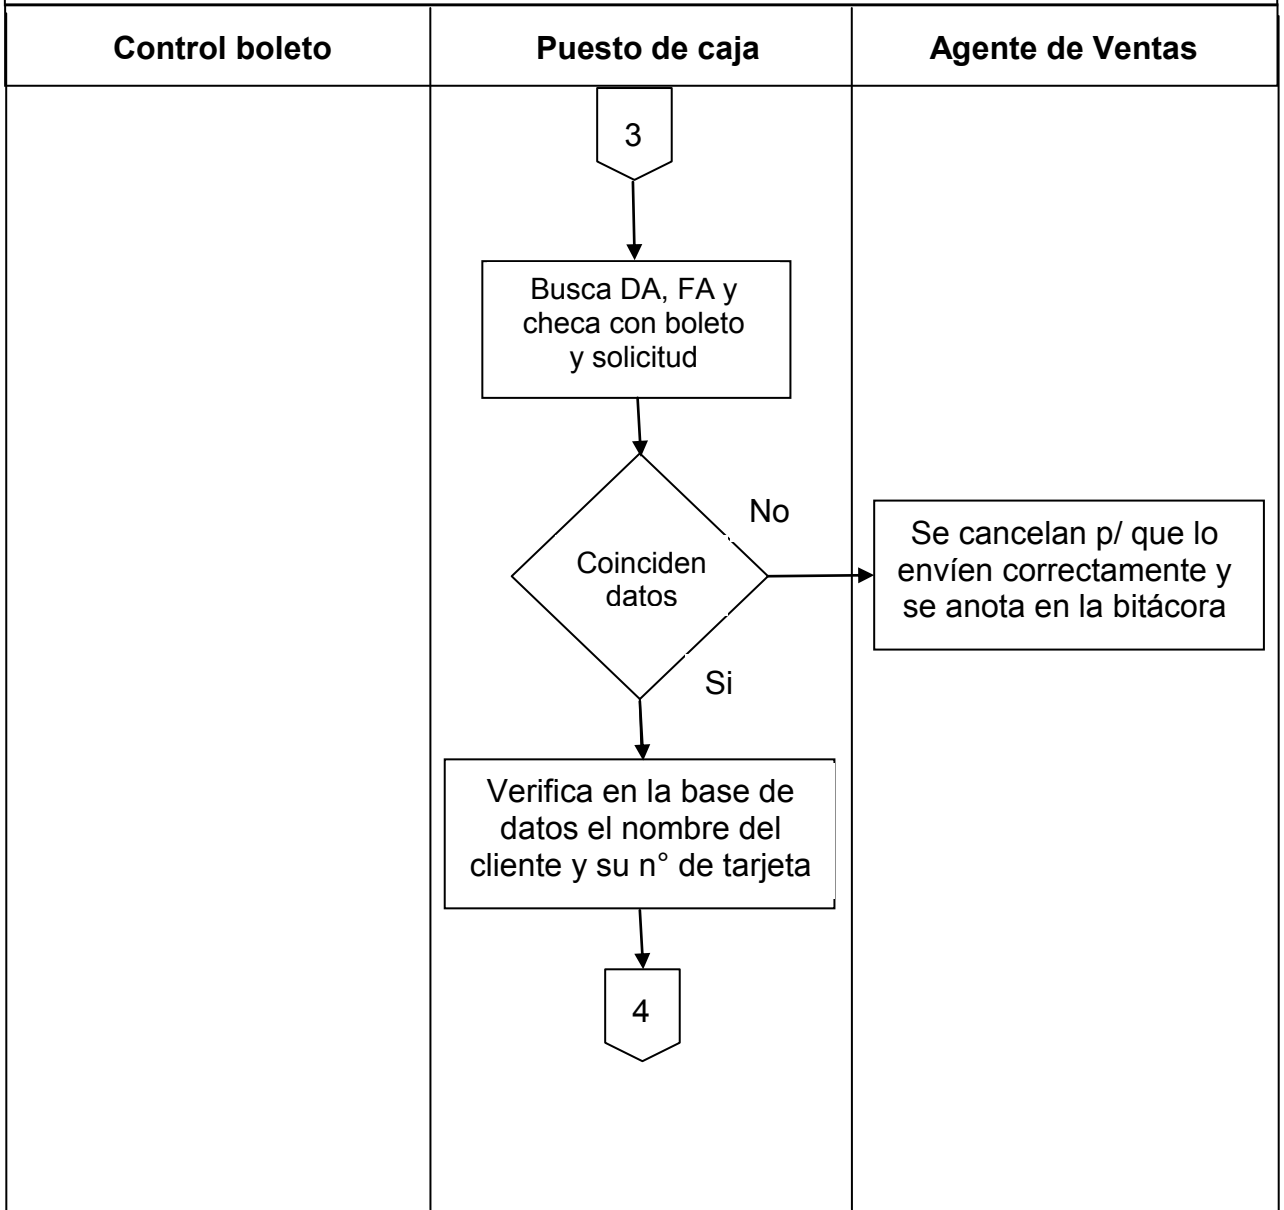 Control boleto
Puesto de caja
Agente de Ventas
3
Busca DA, FA y
checa con boleto
y solicitud
No
Coinciden
datos
Se cancelan p/ que lo
envíen correctamente y
se anota en la bitácora
Si
Verifica en la base de
datos el nombre del
cliente y su n° de tarjeta
4